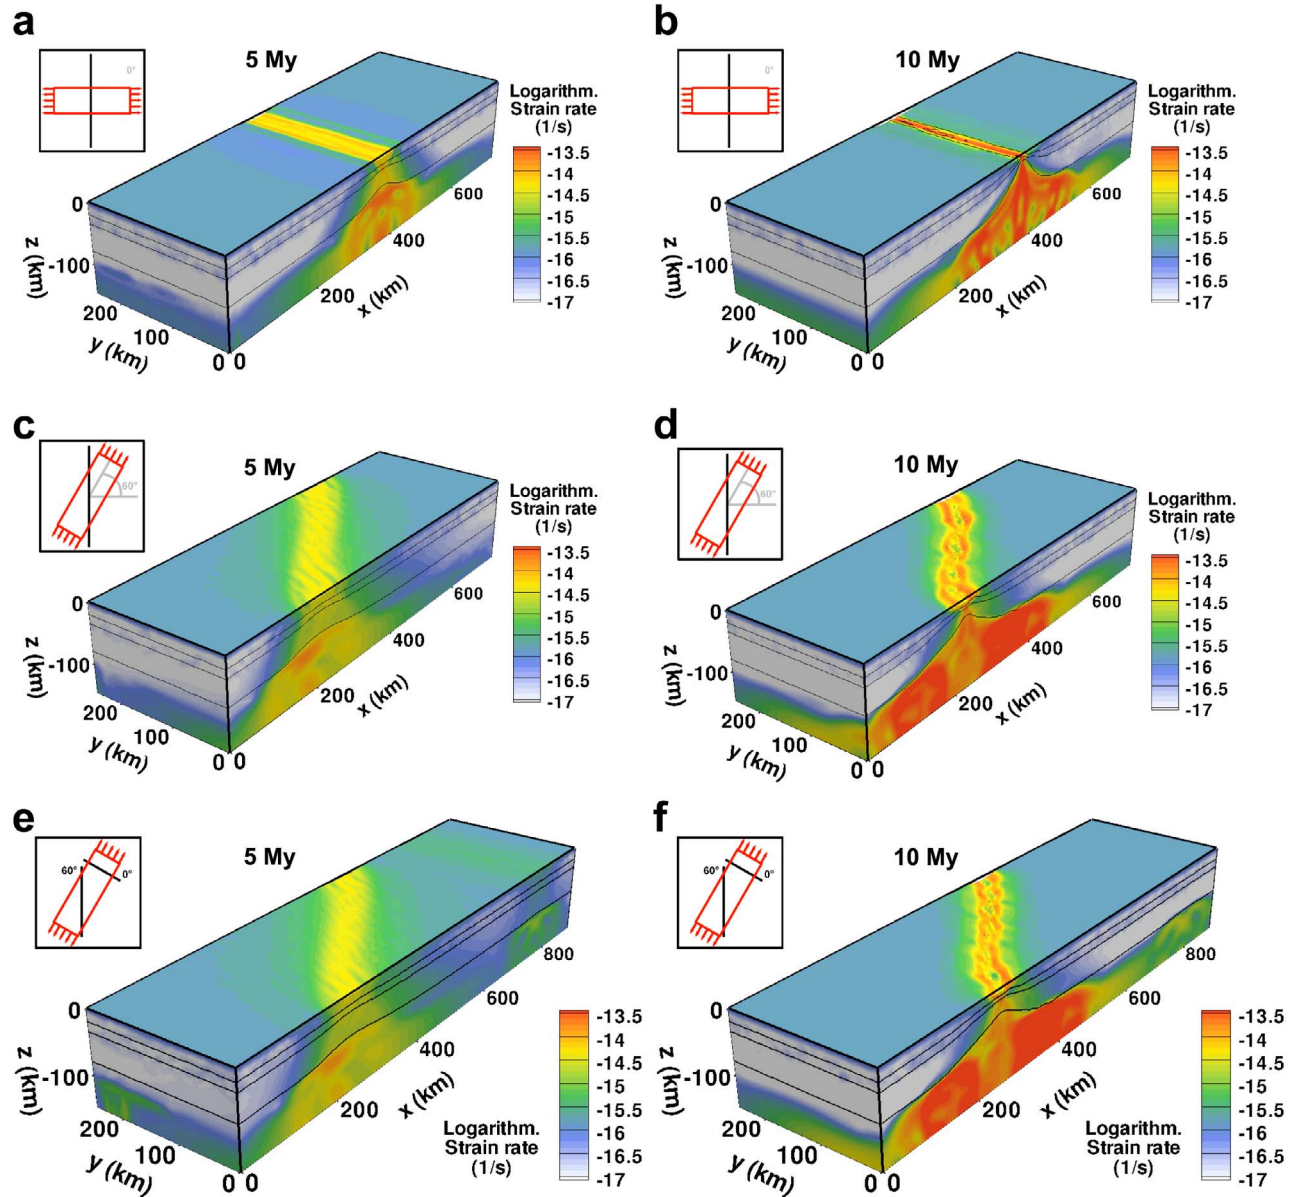 a
0°
5 My
Logarithm.
Strain rate
(1/s)
-13.5
-14
-14.5
-15
-15.5
-16
-16.5
-17
0
-100
z (km)
200
100
0
y (km)
0
200
400
600
x (km)
b
0°
10 My
Logarithm.
Strain rate
(1/s)
-13.5
-14
-14.5
-15
-15.5
-16
-16.5
-17
0
-100
z (km)
200
100
0
y (km)
0
200
400
600
x (km)
c
60°
5 My
Logarithm.
Strain rate
(1/s)
-13.5
-14
-14.5
-15
-15.5
-16
-16.5
-17
0
-100
z (km)
200
100
0
y (km)
0
200
400
600
x (km)
d
60°
10 My
Logarithm.
Strain rate
(1/s)
-13.5
-14
-14.5
-15
-15.5
-16
-16.5
-17
0
-100
z (km)
200
100
0
y (km)
0
200
400
600
x (km)
e
60°
0°
5 My
0
-100
z (km)
200
100
0
y (km)
0
200
400
600
800
x (km)
Logarithm.
Strain rate
(1/s)
-13.5
-14
-14.5
-15
-15.5
-16
-16.5
-17
f
60°
0°
10 My
0
-100
z (km)
200
100
0
y (km)
0
200
400
600
800
x (km)
Logarithm.
Strain rate
(1/s)
-13.5
-14
-14.5
-15
-15.5
-16
-16.5
-17